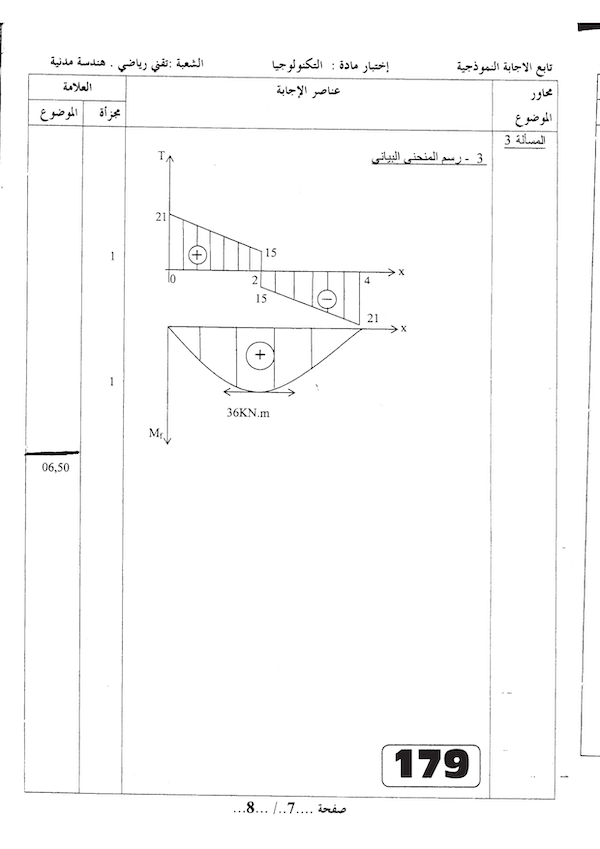 تابع الاجابة النموذجية إختبار مادة : التكنولوجيا الشعبة :تقني رياضي . هندسة مدنية
محاور الموضوع عناصر الإجابة العلامة
مجزأة الموضوع
المسألة 3
3 - رسم المنحنى البياني
T
21
15
+
1
x
0 2 4
15 −
21
x
+
1
36KN.m
Mf
06,50
179
صفحة ....7../ ...8...